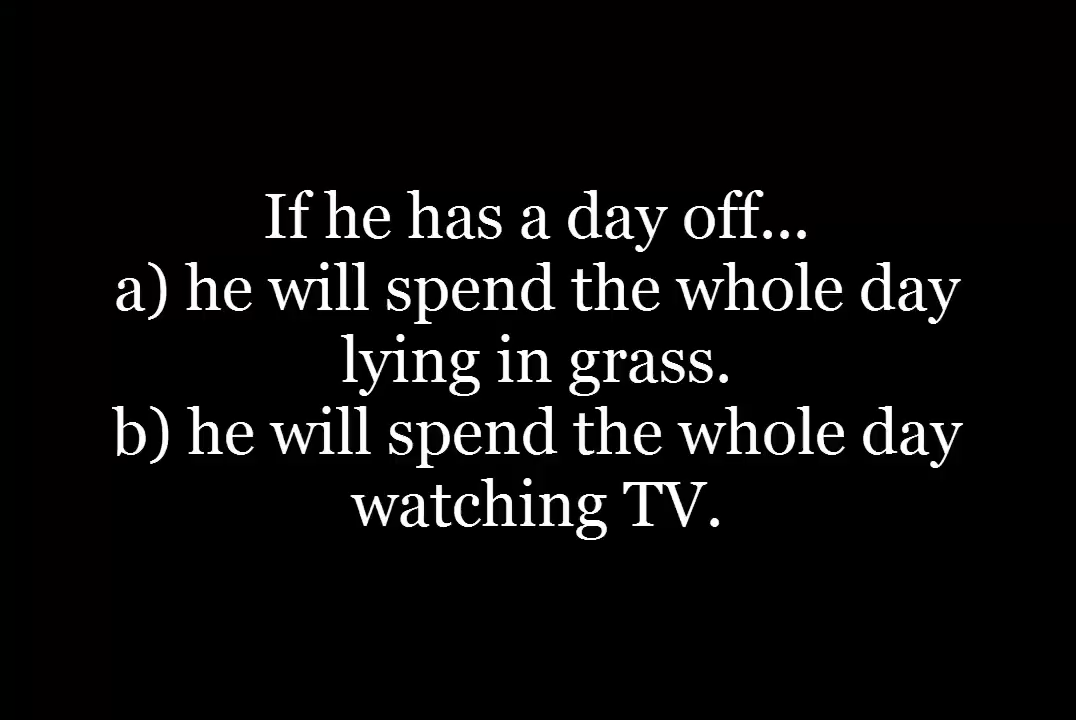 If he has a day off...
a) he will spend the whole day
lying in grass.
b) he will spend the whole day
watching TV.